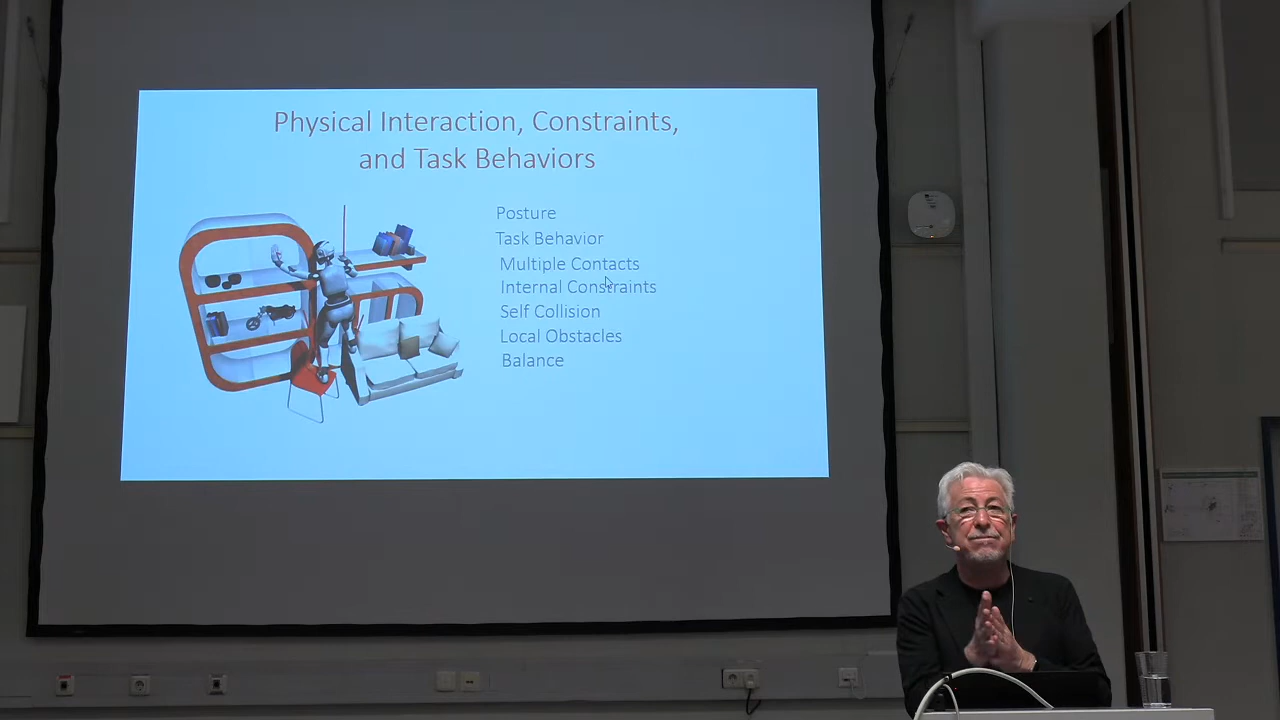 Physical Interaction, Constraints,
and Task Behaviors
Posture
Task Behavior
Multiple Contacts
Internal Constraints
Self Collision
Local Obstacles
Balance